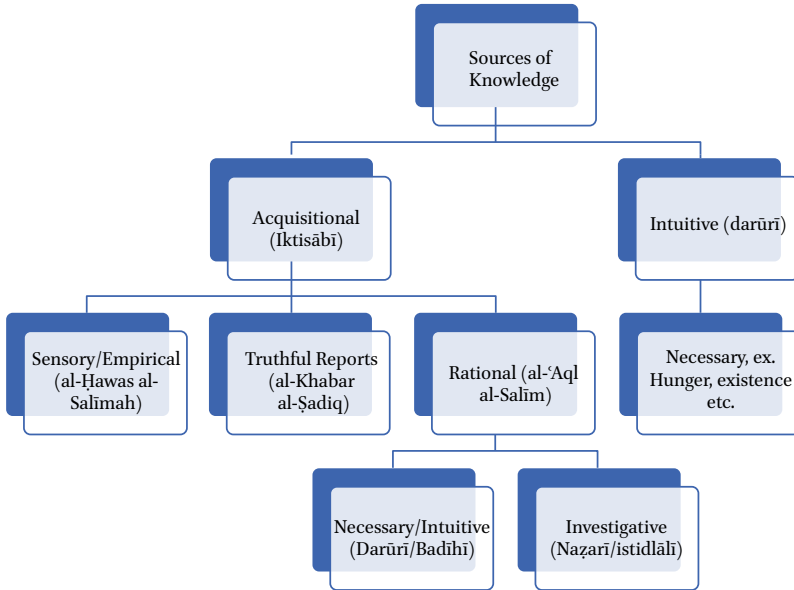 Sources of
Knowledge
Acquisitional
(Iktisābī)
Intuitive (darūrī)
Sensory/Empirical
(al-Ḥawas al-
Salīmah)
Truthful Reports
(al-Khabar
al-Ṣadiq)
Rational (al-ʿAql
al-Salīm)
Necessary, ex.
Hunger, existence
etc.
Necessary/Intuitive
(Darūrī/Badīhī)
Investigative
(Naẓarī/istidlālī)